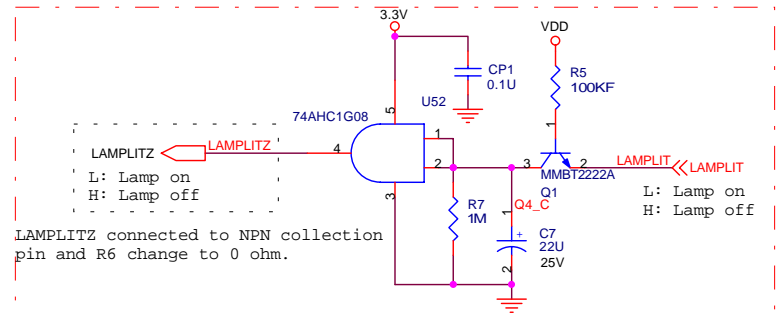 3.3V
VDD
CP1
0.1U
R5
100KF
U52
74AHC1G08
5
1
1
4
2
3
2
3
LAMPLITZ
LAMPLITZ
LAMPLIT
LAMPLIT
MMBT2222A
Q1
L: Lamp on
H: Lamp off
L: Lamp on
H: Lamp off
R7
1M
1
Q4_C
C7
+
22U
2
25V
LAMPLITZ connected to NPN collection
pin and R6 change to 0 ohm.